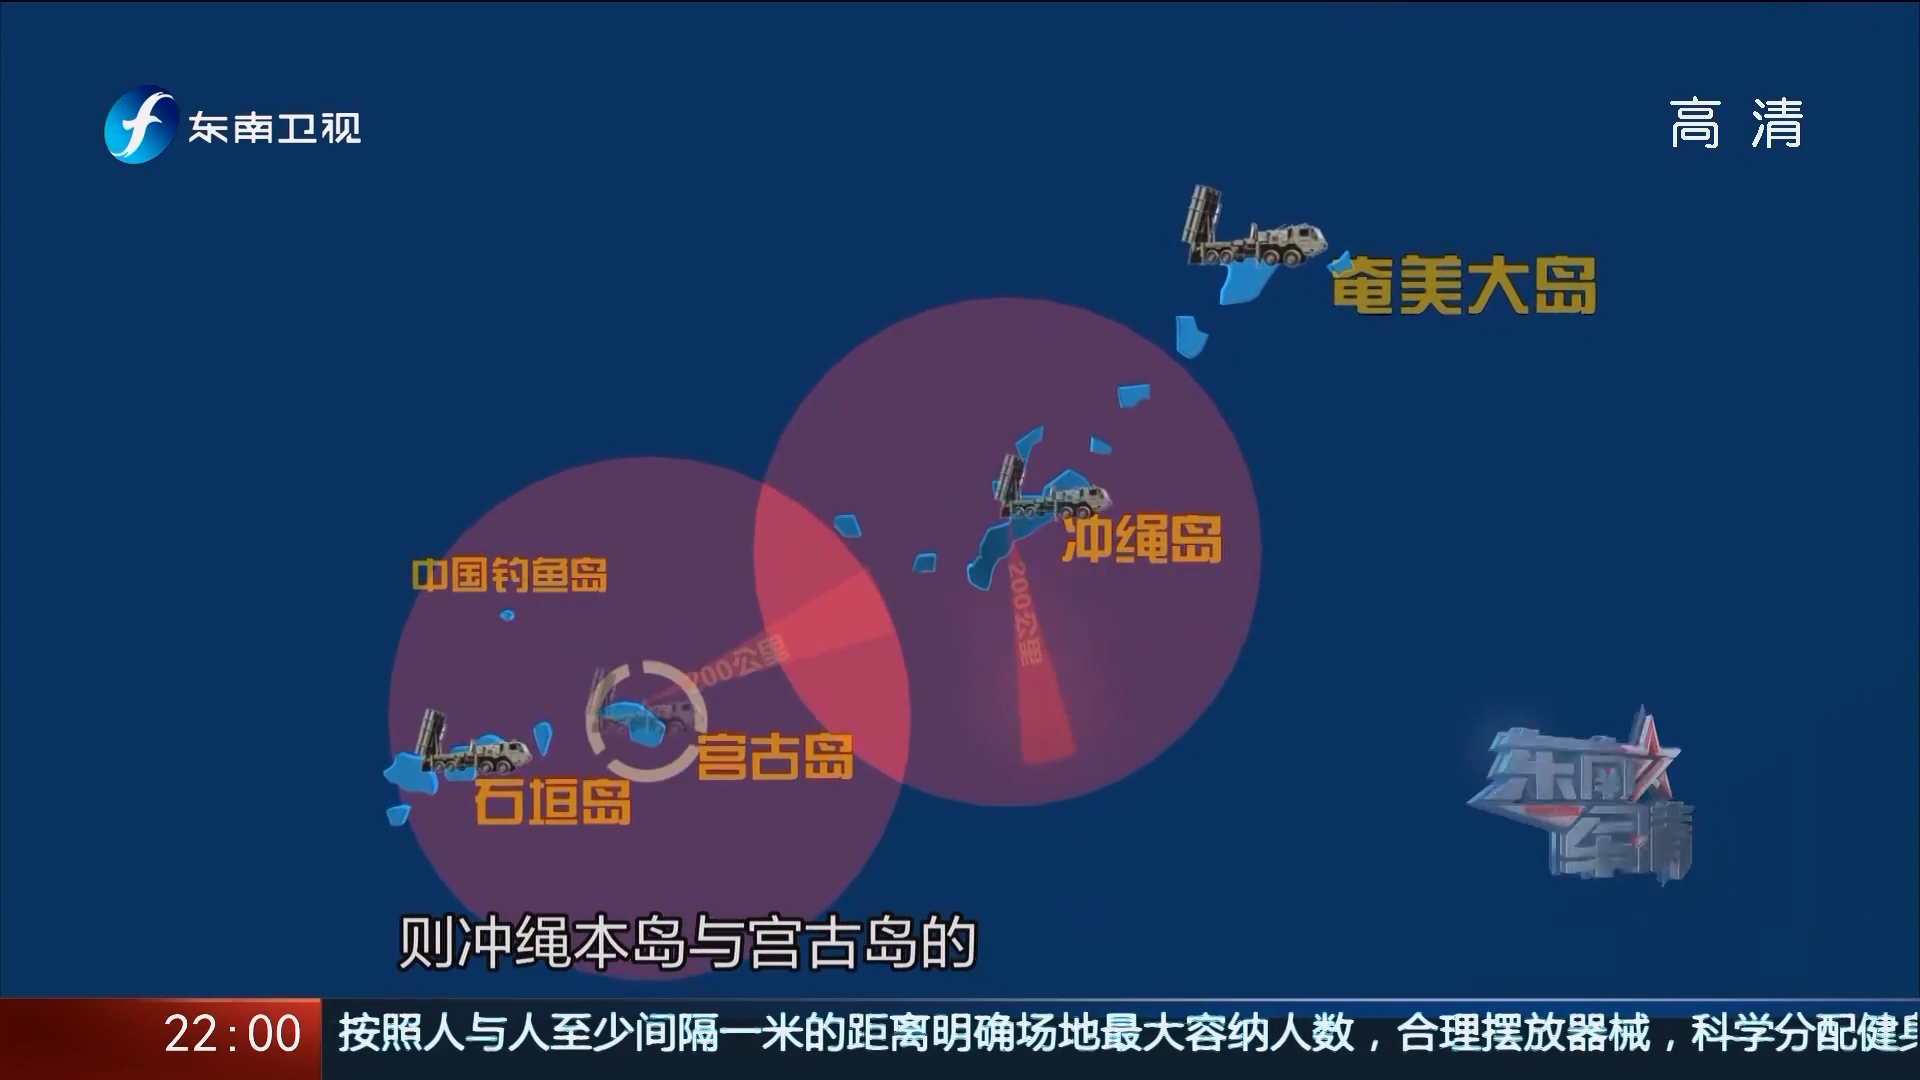 东南卫视
高清
奄美大岛
冲绳岛
200公里
中国钓鱼岛
200公里
宫古岛
石垣岛
东南军情
则冲绳本岛与宫古岛的
22:00
按照人与人至少间隔一米的距离明确场地最大容纳人数，合理摆放器械，科学分配健身